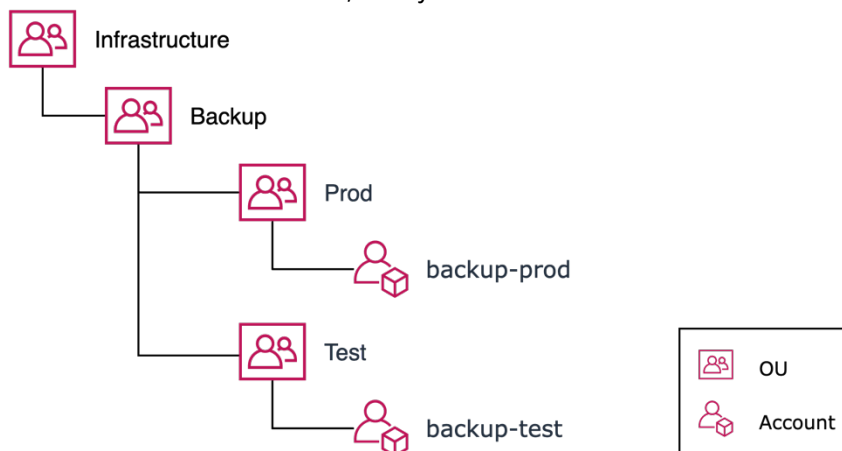 Infrastructure
Backup
Prod
backup-prod
Test
backup-test
OU
Account